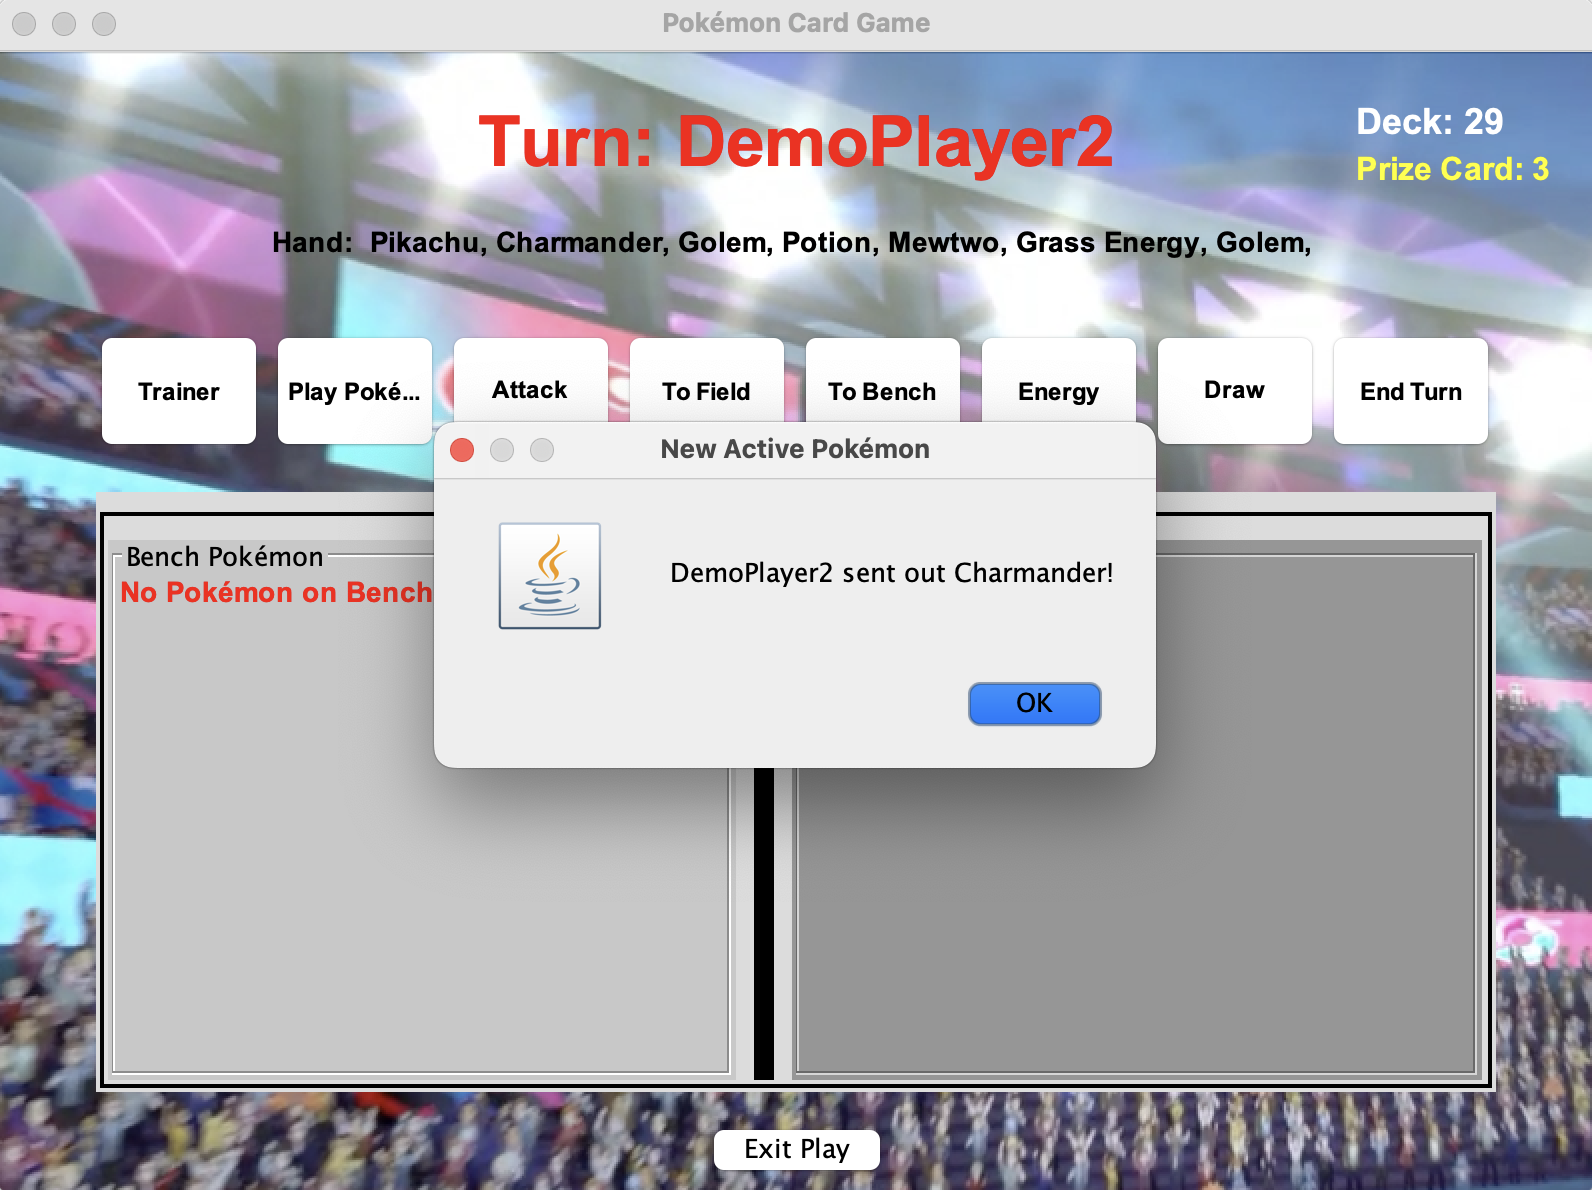 Pokémon Card Game
Turn: DemoPlayer2
Deck: 29
Prize Card: 3
Hand:  Pikachu, Charmander, Golem, Potion, Mewtwo, Grass Energy, Golem,
Trainer
Play Poké...
Attack
To Field
To Bench
Energy
Draw
End Turn
New Active Pokémon
DemoPlayer2 sent out Charmander!
OK
Bench Pokémon
No Pokémon on Bench
Exit Play